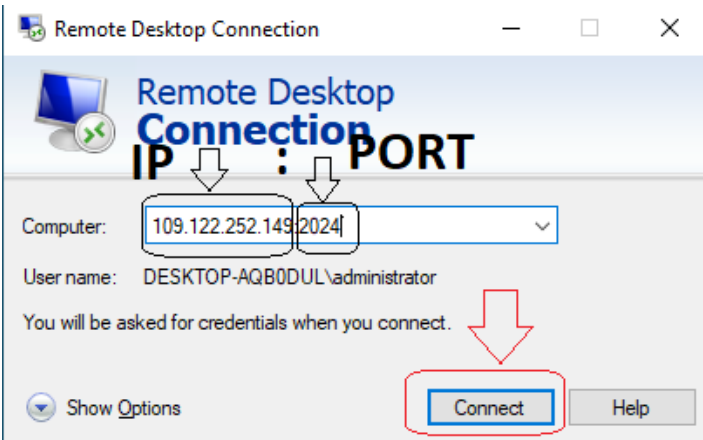 Remote Desktop Connection
Remote Desktop
Connection
IP : PORT
Computer: 109.122.252.149:2024
User name: DESKTOP-AQB0DUL\administrator
You will be asked for credentials when you connect.
Show Options Connect Help